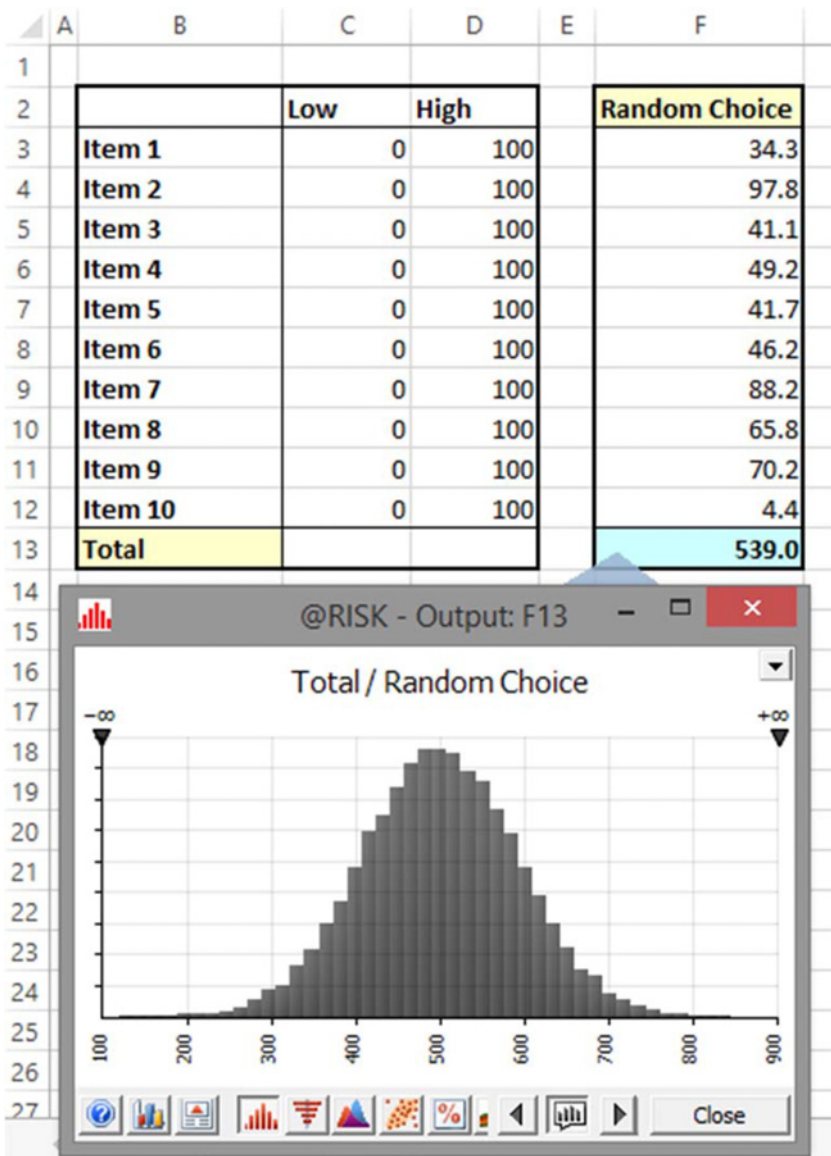 A B C D E F
1
2 Low High Random Choice
3 Item 1 0 100 34.3
4 Item 2 0 100 97.8
5 Item 3 0 100 41.1
6 Item 4 0 100 49.2
7 Item 5 0 100 41.7
8 Item 6 0 100 46.2
9 Item 7 0 100 88.2
10 Item 8 0 100 65.8
11 Item 9 0 100 70.2
12 Item 10 0 100 4.4
13 Total 539.0
14
15 @RISK - Output: F13
16 Total / Random Choice
17 -∞ +∞
18
19
20
21
22
23
24
25 100 200 300 400 500 600 700 800 900
26
27 % Close